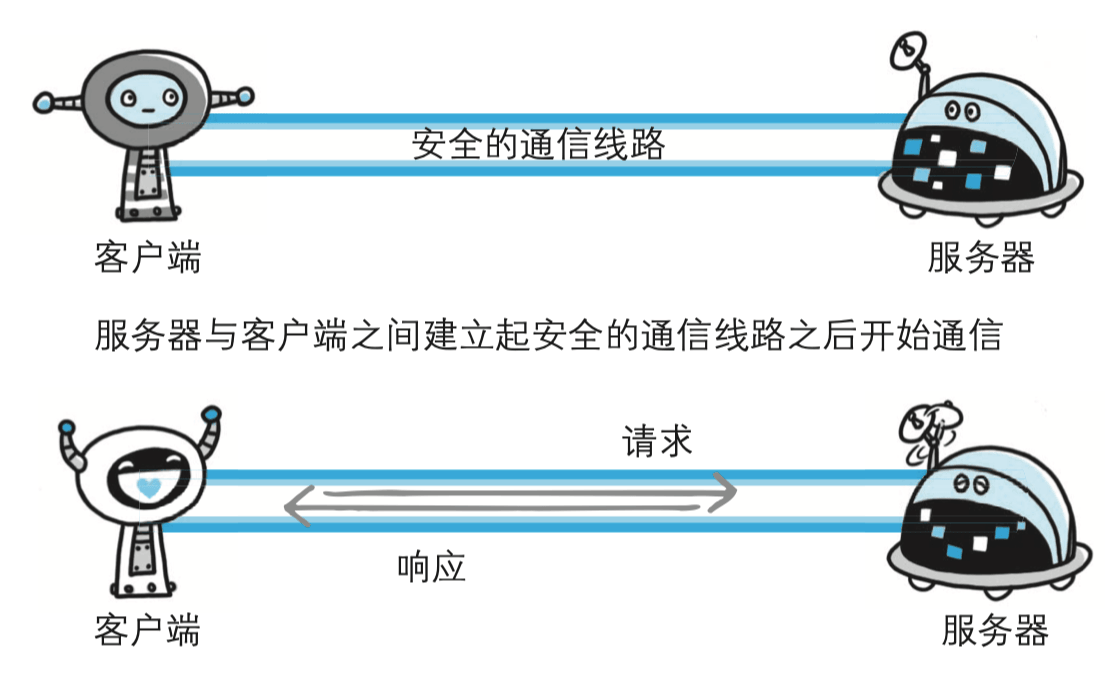 安全的通信线路
客户端
服务器
服务器与客户端之间建立起安全的通信线路之后开始通信
请求
响应
客户端
服务器